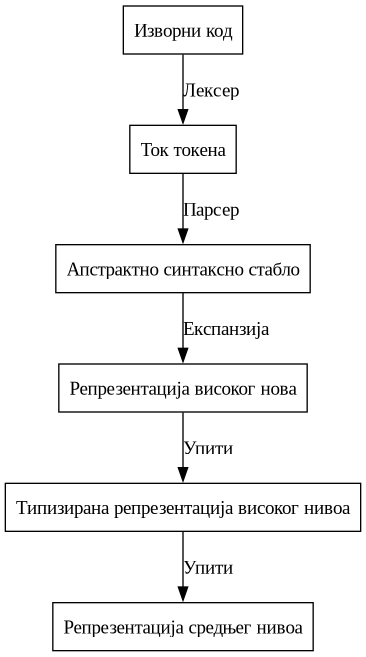 Изворни код
Лексер
Ток токена
Парсер
Апстрактно синтаксно стабло
Експанзија
Репрезентација високог нова
Упити
Типизирана репрезентација високог нивоа
Упити
Репрезентација средњег нивоа